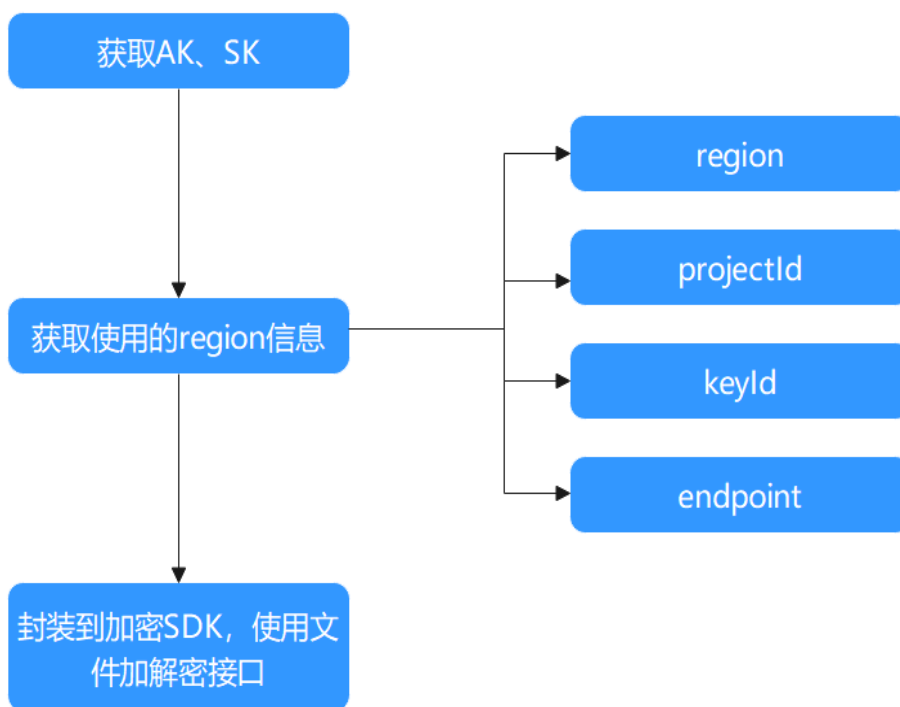 获取AK、SK
region
projectId
获取使用的region信息
keyId
endpoint
封装到加密SDK，使用文
件加解密接口